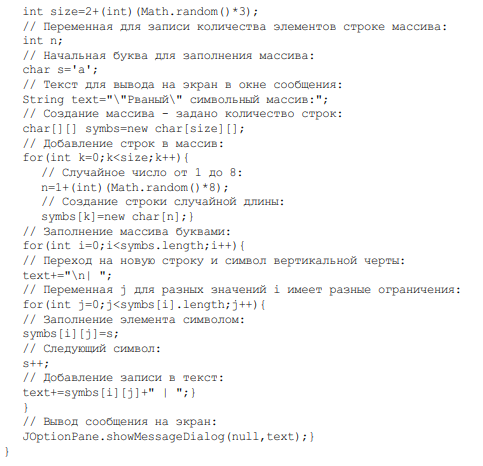 int size=2+(int)(Math.random()*3);
// Переменная для записи количества элементов строке массива:
int n;
// Начальная буква для заполнения массива:
char s='a';
// Текст для вывода на экран в окне сообщения:
String text="\"Рваный\" символьный массив:";
// Создание массива - задано количество строк:
char[][] symbs=new char[size][];
// Добавление строк в массив:
for(int k=0;k<size;k++){
// Случайное число от 1 до 8:
n=1+(int)(Math.random()*8);
// Создание строки случайной длины:
symbs[k]=new char[n];}
// Заполнение массива буквами:
for(int i=0;i<symbs.length;i++){
// Переход на новую строку и символ вертикальной черты:
text+="\n| ";
// Переменная j для разных значений i имеет разные ограничения:
for(int j=0;j<symbs[i].length;j++){
// Заполнение элемента символом:
symbs[i][j]=s;
// Следующий символ:
s++;
// Добавление записи в текст:
text+=symbs[i][j]+" | ";}
}
// Вывод сообщения на экран:
JOptionPane.showMessageDialog(null,text);}
}